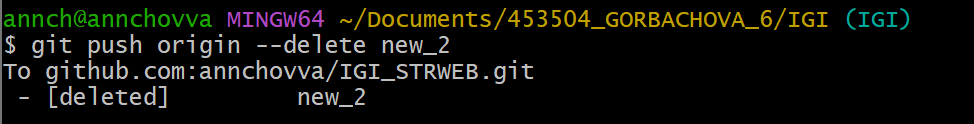 annch@annchovva MINGW64 ~/Documents/453504_GORBACHOVA_6/IGI (IGI)
$ git push origin --delete new_2
To github.com:annchovva/IGI_STRWEB.git
 - [deleted]         new_2